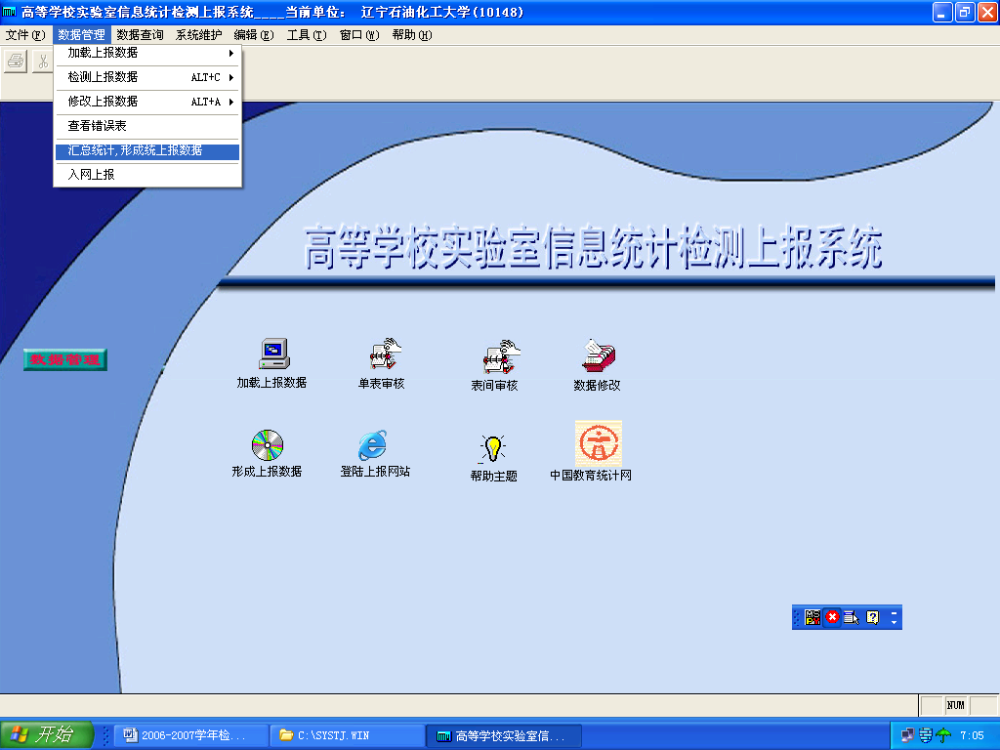 高等学校实验室信息统计检测上报系统____当前单位： 辽宁石油化工大学(10148)
文件(F) 数据管理 数据查询 系统维护 编辑(E) 工具(T) 窗口(W) 帮助(H)
加载上报数据
检测上报数据 ALT+C
修改上报数据 ALT+A
查看错误表
汇总统计,形成统上报数据
入网上报
高等学校实验室信息统计检测上报系统
数据管理
加载上报数据 单表审核 表间审核 数据修改
形成上报数据 登陆上报网站 帮助主题 中国教育统计网
NUM
开始 2006-2007学年检... C:\SYSTJ.WIN 高等学校实验室信... 7:05